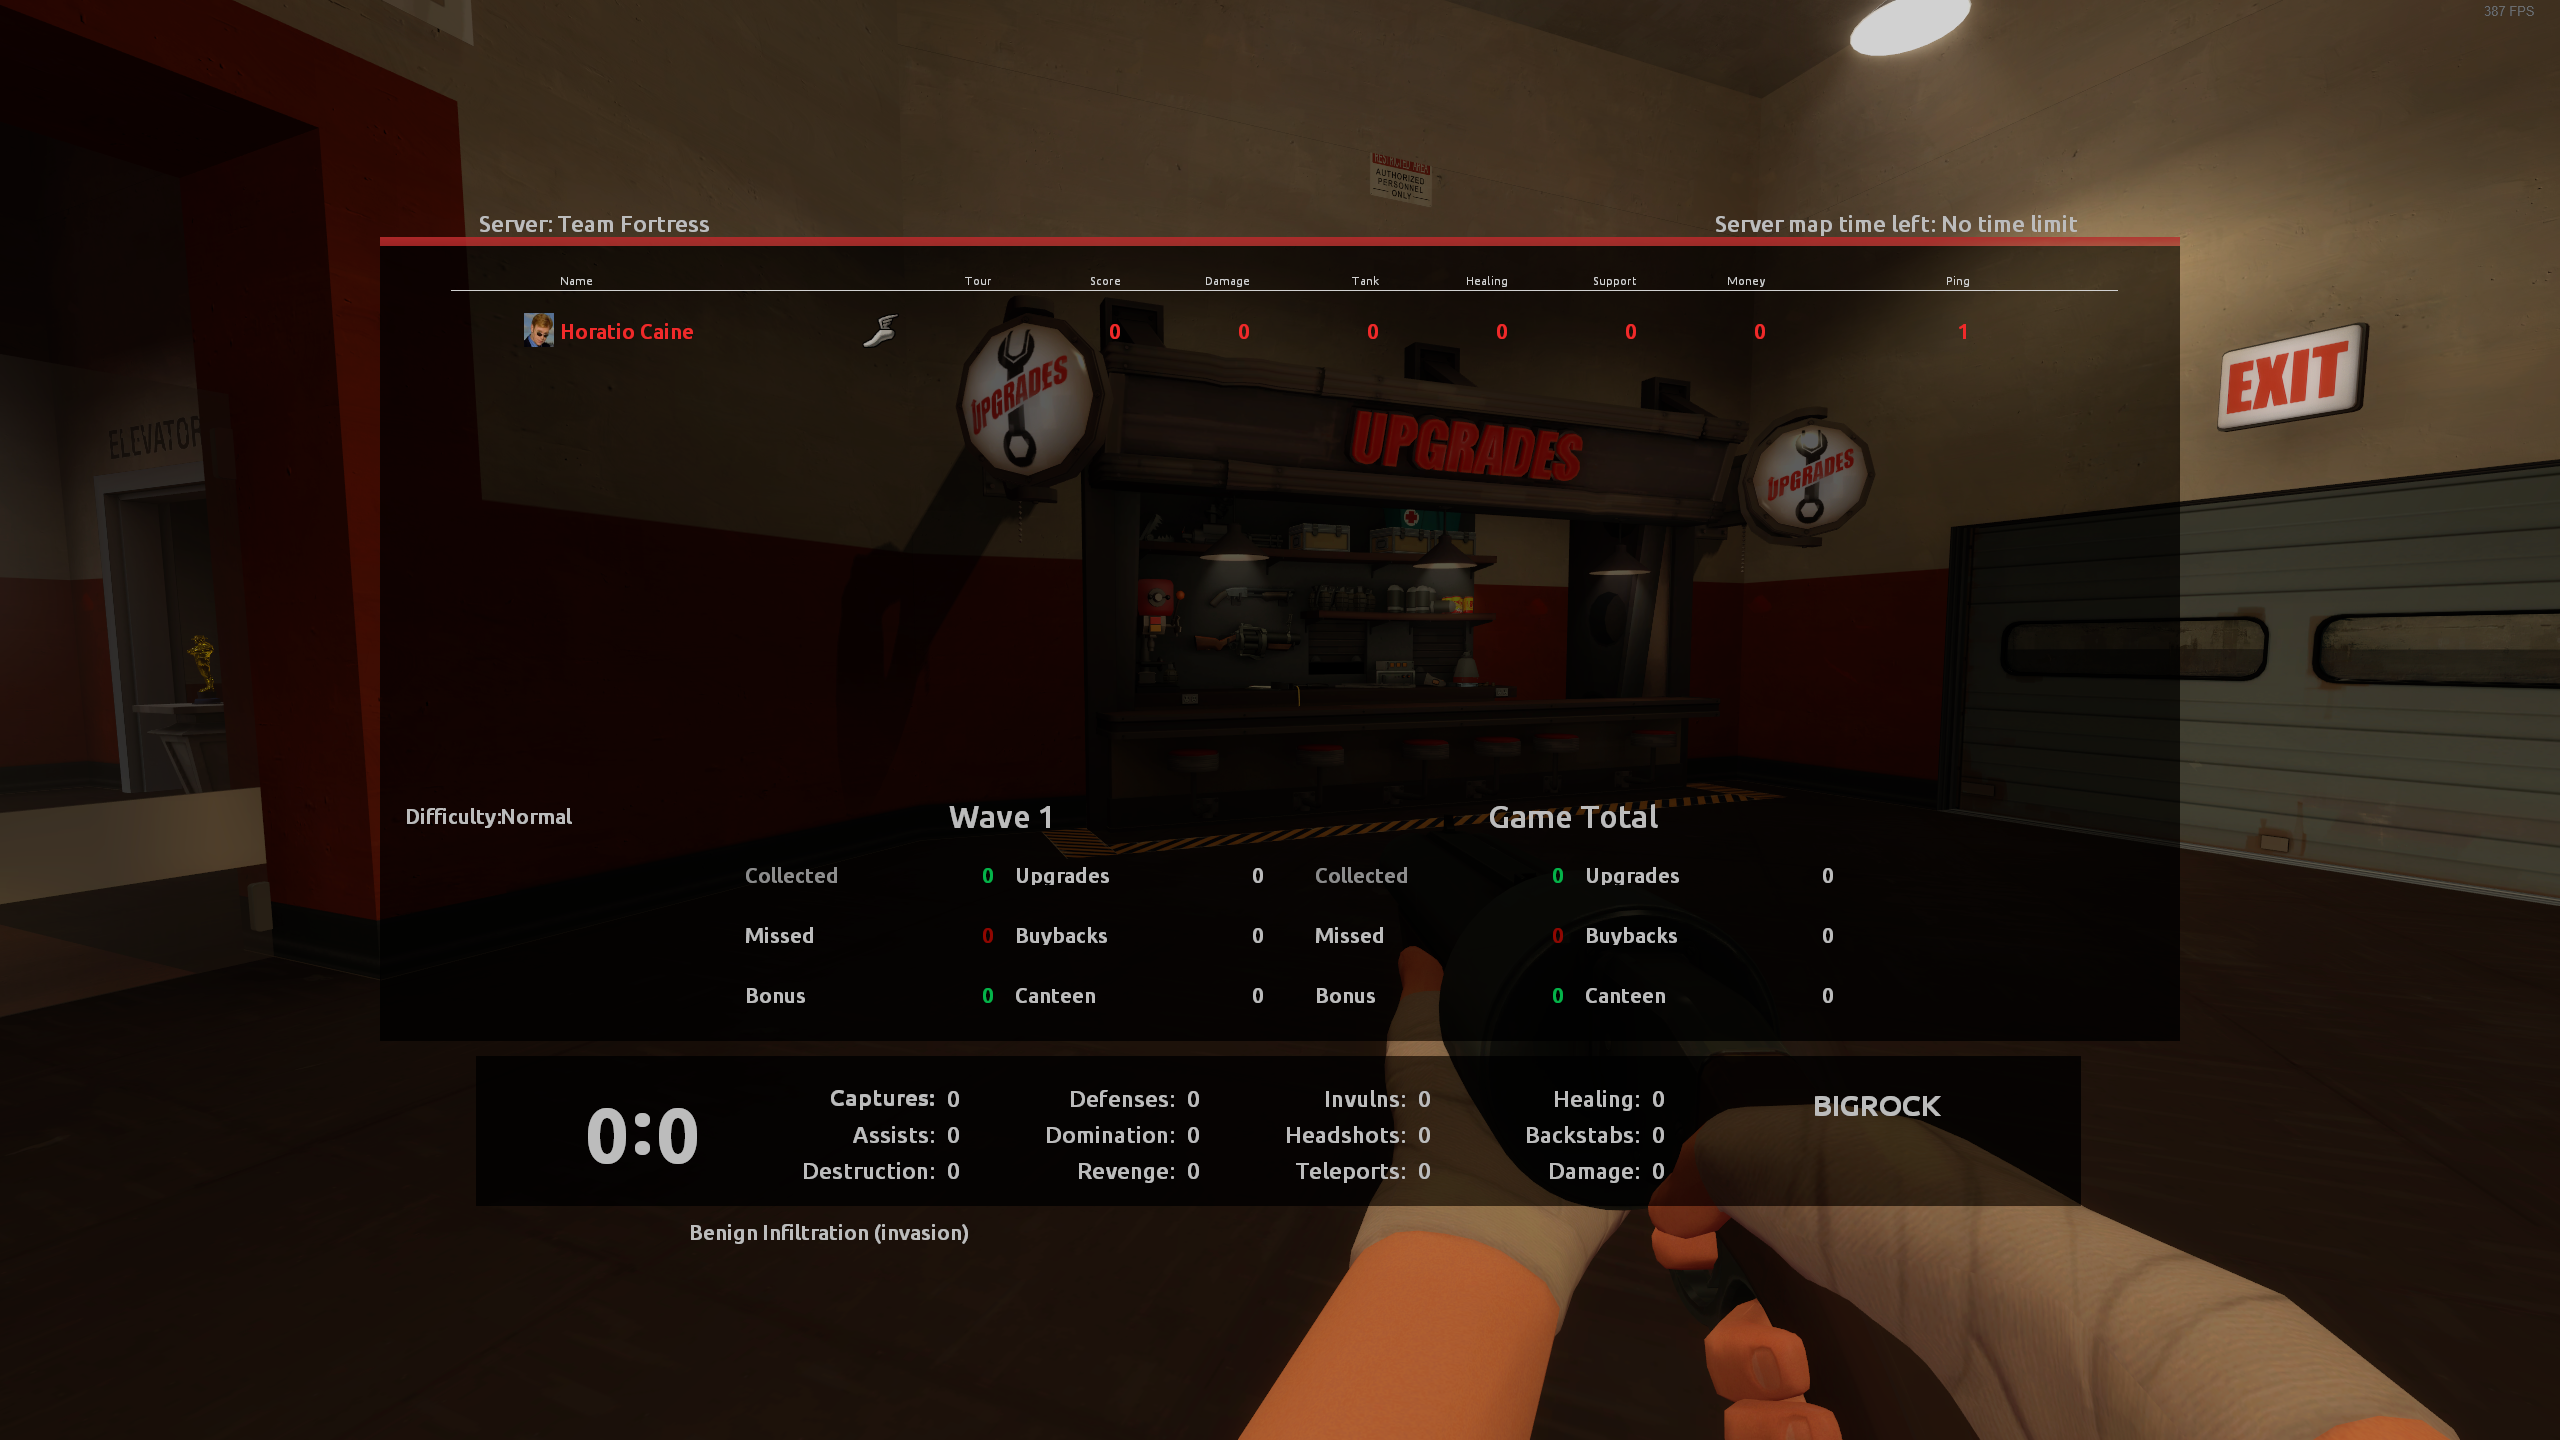 387 FPS
RESTRICTED AREA
AUTHORIZED
PERSONNEL
ONLY
Server: Team Fortress
Server map time left: No time limit
Name Tour Score Damage Tank Healing Support Money Ping
Horatio Caine 0 0 0 0 0 0 1
UPGRADES
UPGRADES
UPGRADES
EXIT
ELEVATOR
Difficulty:Normal Wave 1 Game Total
Collected 0 Upgrades 0 Collected 0 Upgrades 0
Missed 0 Buybacks 0 Missed 0 Buybacks 0
Bonus 0 Canteen 0 Bonus 0 Canteen 0
0:0
Captures: 0 Defenses: 0 Invulns: 0 Healing: 0
Assists: 0 Domination: 0 Headshots: 0 Backstabs: 0
Destruction: 0 Revenge: 0 Teleports: 0 Damage: 0
BIGROCK
Benign Infiltration (invasion)